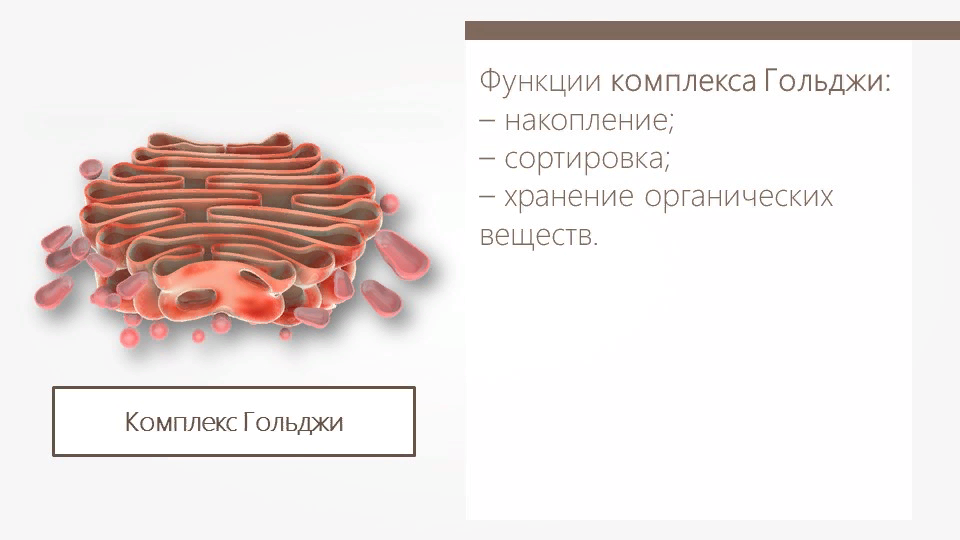 Функции комплекса Гольджи:
– накопление;
– сортировка;
– хранение органических
веществ.
Комплекс Гольджи